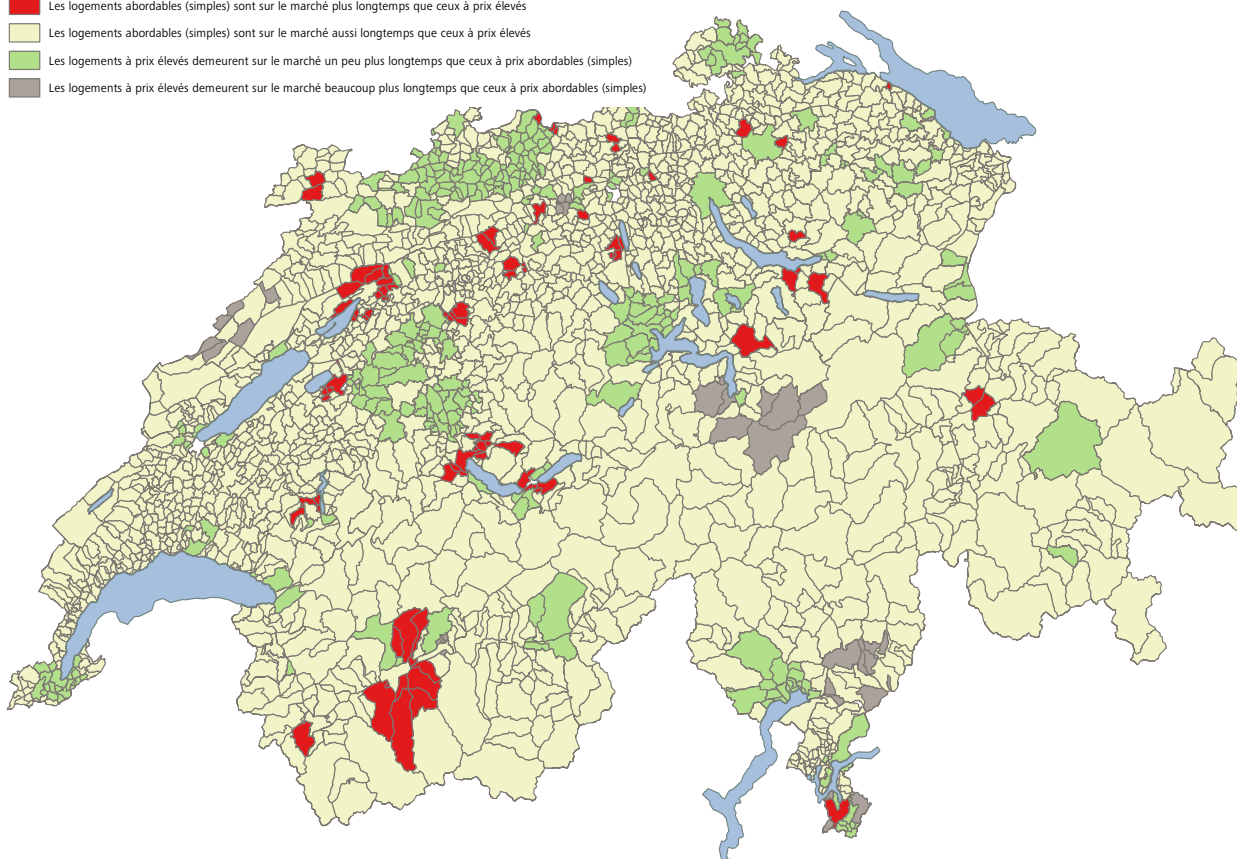 Les logements abordables (simples) sont sur le marché plus longtemps que ceux à prix élevés
Les logements abordables (simples) sont sur le marché aussi longtemps que ceux à prix élevés
Les logements à prix élevés demeurent sur le marché un peu plus longtemps que ceux à prix abordables (simples)
Les logements à prix élevés demeurent sur le marché beaucoup plus longtemps que ceux à prix abordables (simples)